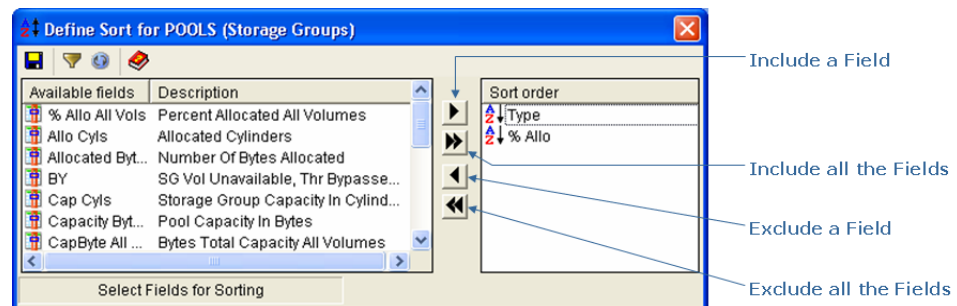 Define Sort for POOLS (Storage Groups)
Include a Field
Available fields Description
Sort order
% Allo All Vols Percent Allocated All Volumes
Type
Allo Cyls Allocated Cylinders
% Allo
Allocated Byt... Number Of Bytes Allocated
Include all the Fields
BY SG Vol Unavailable, Thr Bypasse...
Cap Cyls Storage Group Capacity In Cylind...
Capacity Byt... Pool Capacity In Bytes
Exclude a Field
CapByte All ... Bytes Total Capacity All Volumes
Select Fields for Sorting
Exclude all the Fields